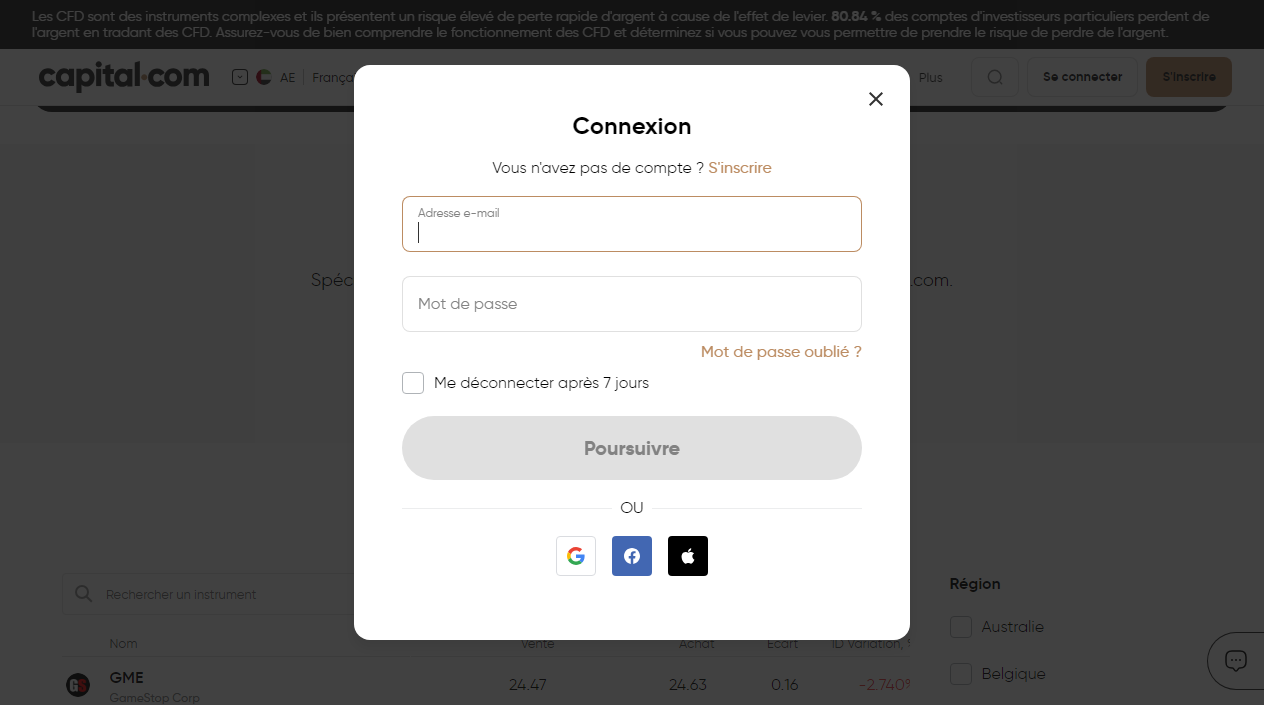 Les CFD sont des instruments complexes et ils présentent un risque élevé de perte rapide d'argent à cause de l'effet de levier. 80.84 % des comptes d'investisseurs particuliers perdent de
l'argent en tradant des CFD. Assurez-vous de bien comprendre le fonctionnement des CFD et déterminez si vous pouvez vous permettre de prendre le risque de perdre de l'argent.
capital.com AE França Plus Se connecter S'inscrire
Connexion
Vous n'avez pas de compte ? S'inscrire
Adresse e-mail
Spéc .com.
Mot de passe
Mot de passe oublié ?
Me déconnecter après 7 jours
Poursuivre
OU
Rechercher un instrument
Région
Nom Vente Achat Écart ID Variation,
Australie
GME 24.47 24.63 0.16 -2.740%
GameStop Corp
Belgique